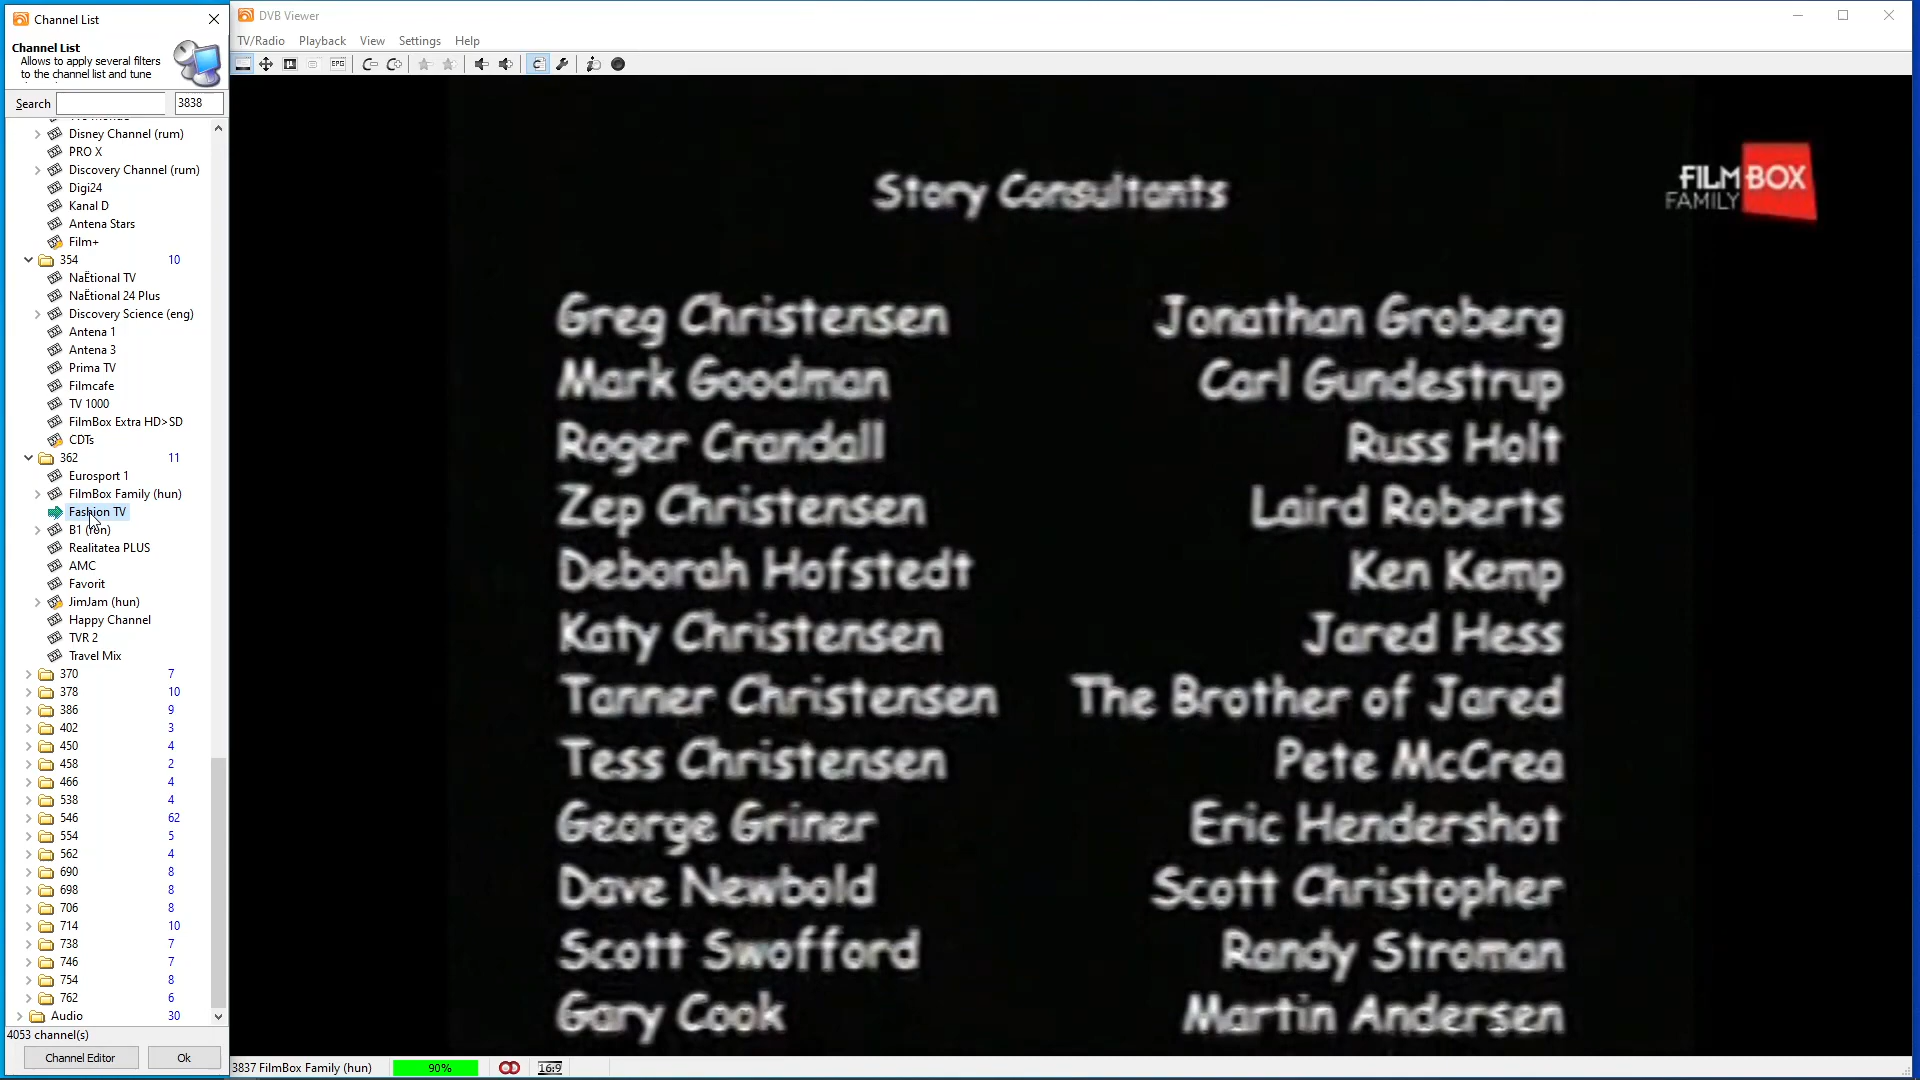 Channel List
Channel List
Allows to apply several filters
to the channel list and tune
Search 3838
Disney Channel (rum)
PRO X
Discovery Channel (rum)
Digi24
Kanal D
Antena Stars
Film+
354 10
NaËtional TV
NaËtional 24 Plus
Discovery Science (eng)
Antena 1
Antena 3
Prima TV
Filmcafe
TV 1000
FilmBox Extra HD>SD
CDTs
362 11
Eurosport 1
FilmBox Family (hun)
Fashion TV
B1
Realitatea PLUS
AMC
Favorit
JimJam (hun)
Happy Channel
TVR 2
Travel Mix
370 7
378 10
386 9
402 3
450 4
458 2
466 4
538 4
546 62
554 5
562 4
690 8
698 8
706 8
714 10
738 7
746 7
754 8
762 6
Audio 30
4053 channel(s)
Channel Editor Ok
DVB Viewer
TV/Radio Playback View Settings Help
EPG
FILMBOX
FAMILY
Story Consultants
Greg Christensen Jonathan Groberg
Mark Goodman Carl Gundestrup
Roger Crandall Russ Holt
Zep Christensen Laird Roberts
Deborah Hofstedt Ken Kemp
Katy Christensen Jared Hess
Tanner Christensen The Brother of Jared
Tess Christensen Pete McCrea
George Griner Eric Hendershot
Dave Newbold Scott Christopher
Scott Swofford Randy Stroman
Gary Cook Martin Andersen
3837 FilmBox Family (hun) 90% 16:9